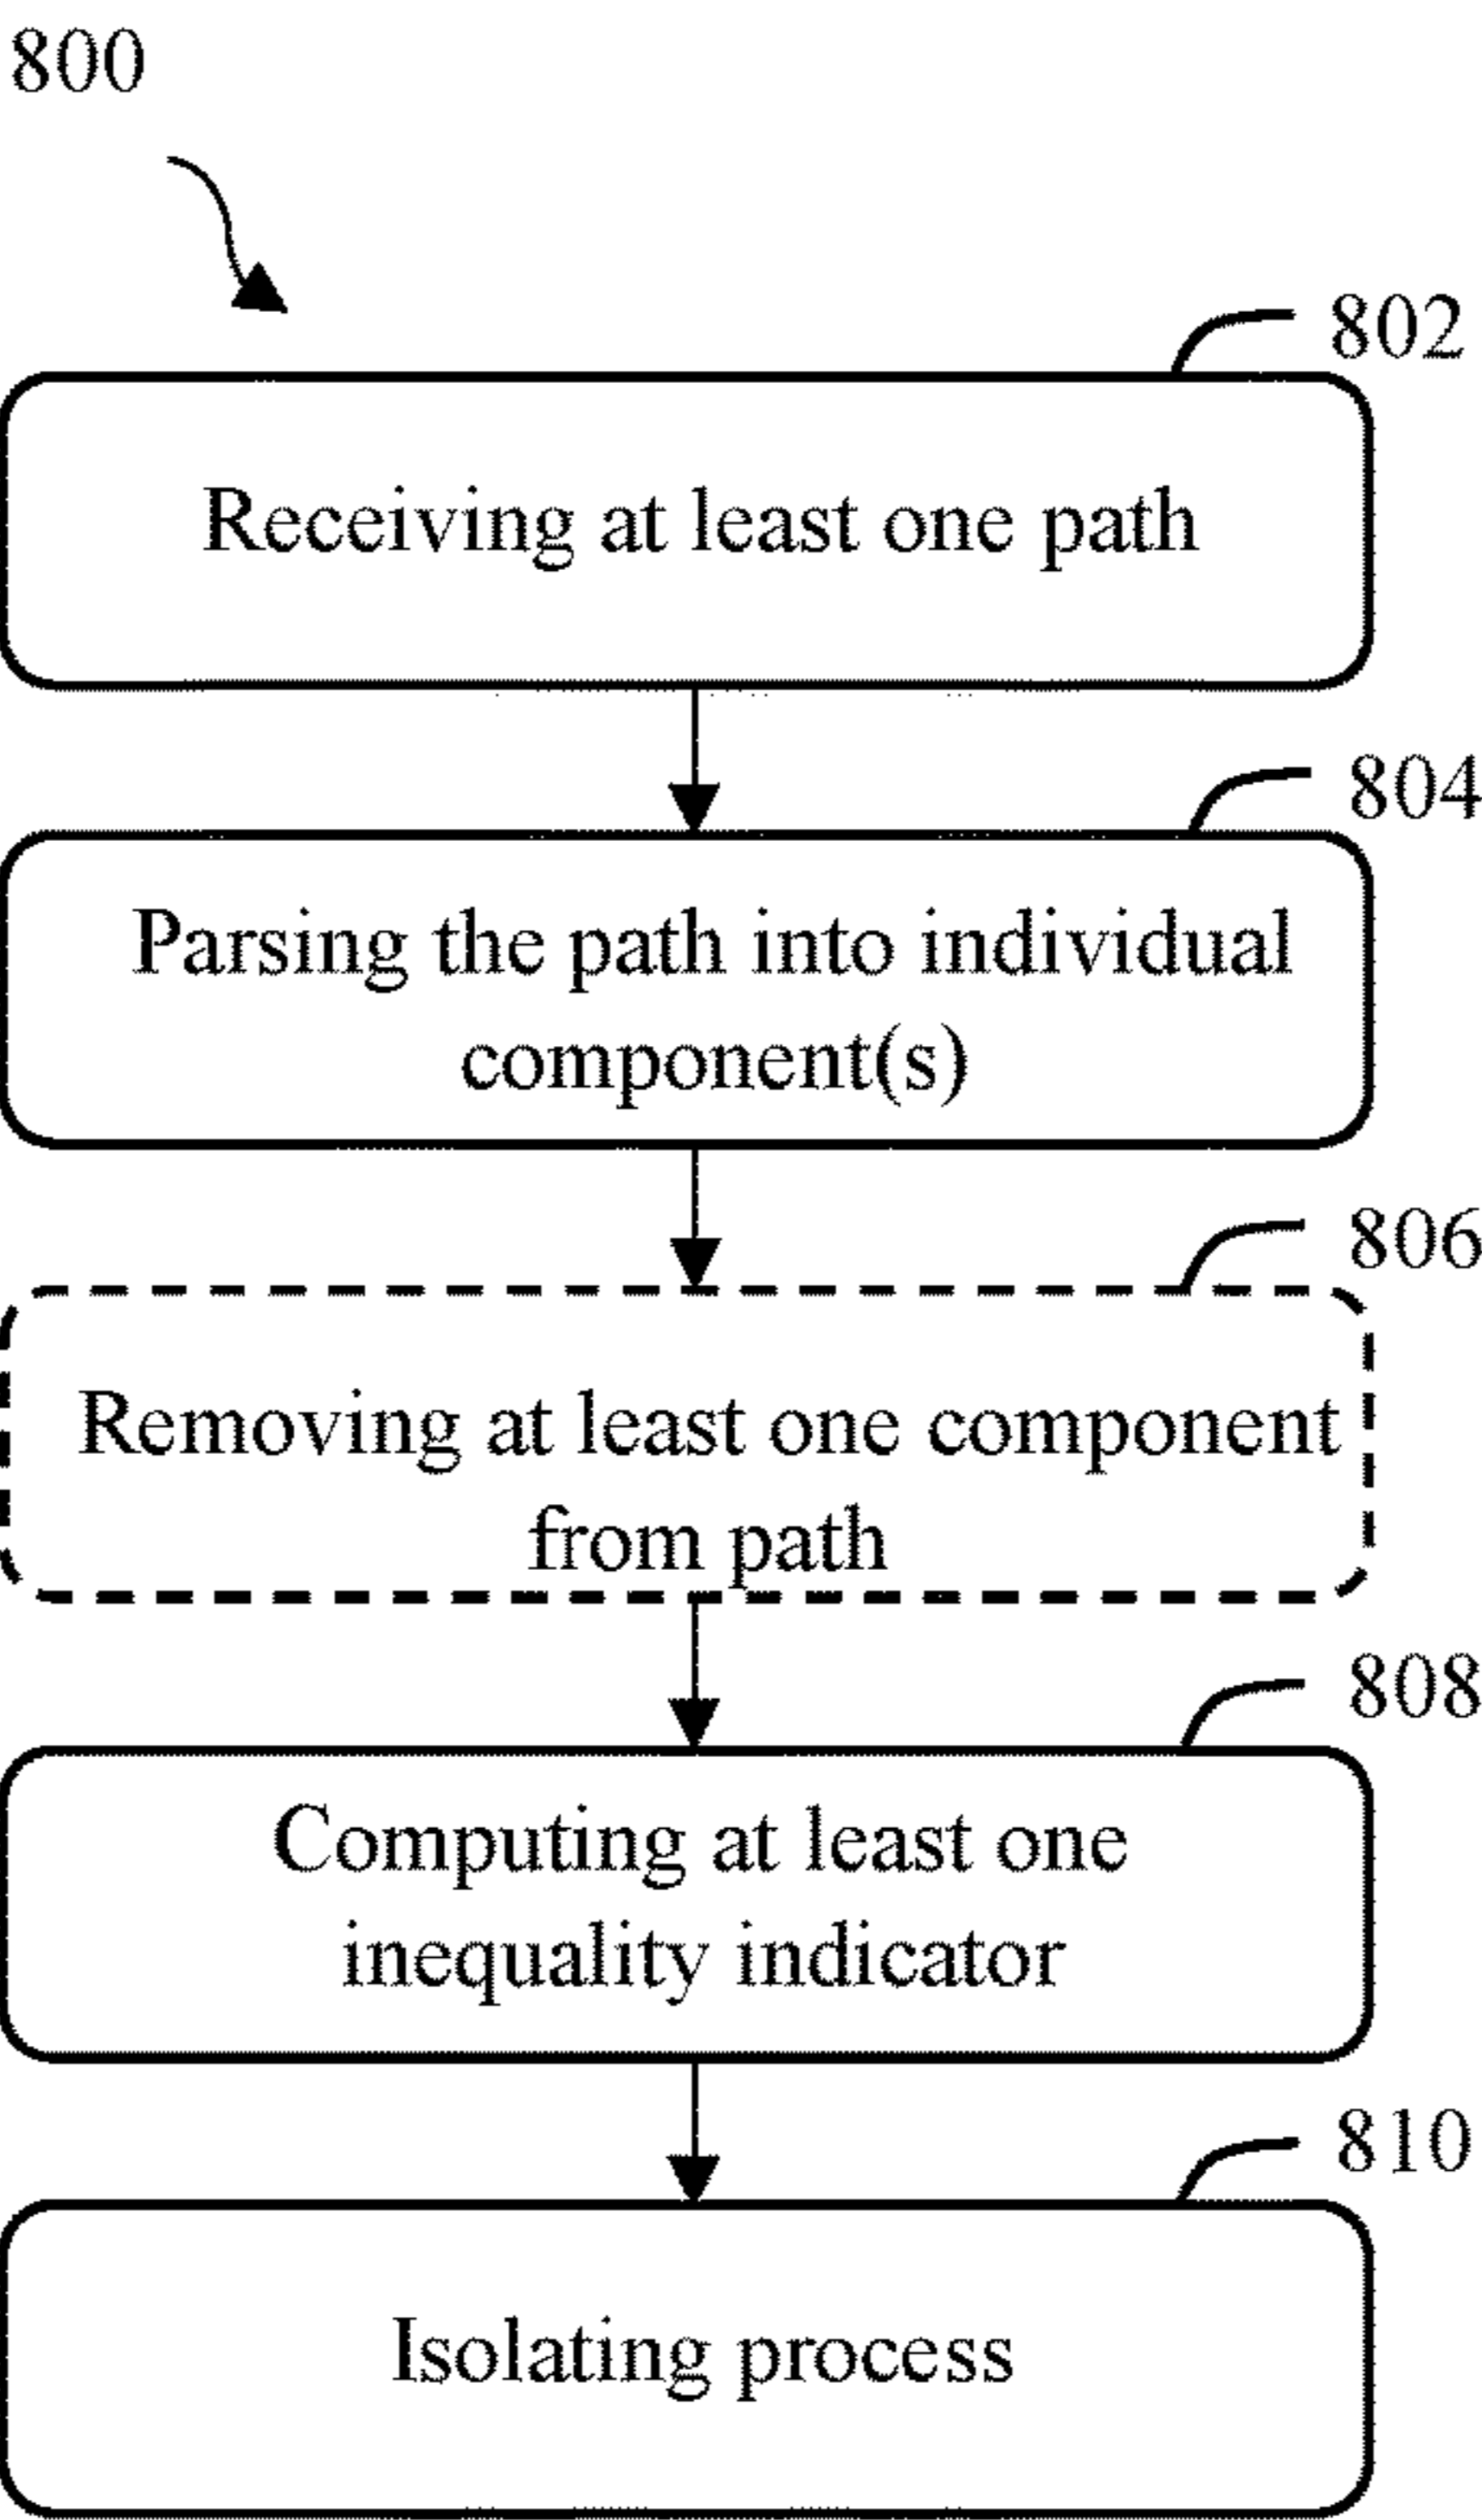 800
802
Receiving at least one path
804
Parsing the path into individual
component(s)
806
Removing at least one component
from path
808
Computing at least one
inequality indicator
810
Isolating process